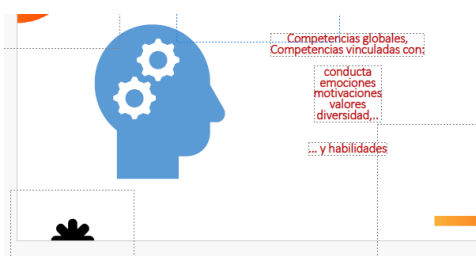 Competencias globales,
Competencias vinculadas con:
conducta
emociones
motivaciones
valores
diversidad,..
... y habilidades